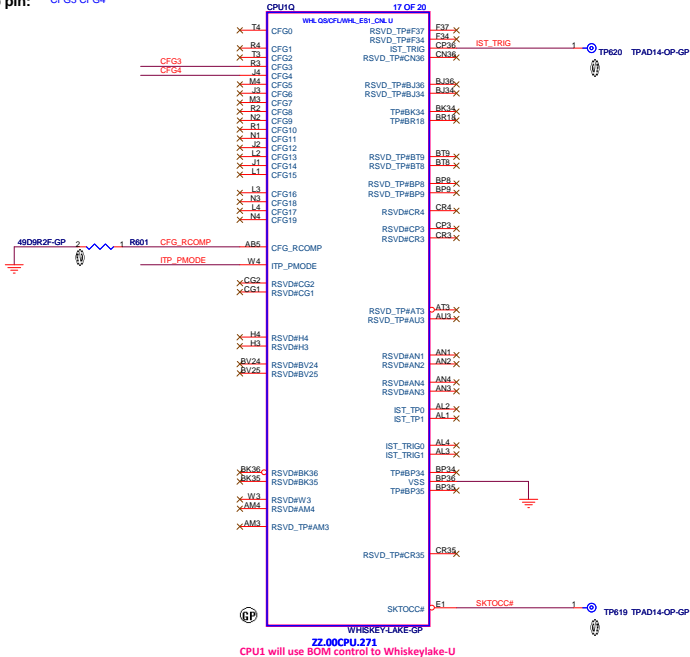 pin: CFG3 CFG4
CPU1Q 17 OF 20
WHL QS/CFL/WHL_ES1_CNL U
T4 CFG0
R4 CFG1
T3 CFG2
CFG3 R3 CFG3
CFG4 J4 CFG4
M4 CFG5
J3 CFG6
M3 CFG7
R2 CFG8
N2 CFG9
R1 CFG10
N1 CFG11
J2 CFG12
L2 CFG13
J1 CFG14
L1 CFG15
L3 CFG16
N3 CFG18
L4 CFG17
N4 CFG19
49D9R2F-GP 2 1 R601 CFG_RCOMP AB5 CFG_RCOMP
ITP_PMODE W4 ITP_PMODE
CG2 RSVD#CG2
CG1 RSVD#CG1
H4 RSVD#H4
H3 RSVD#H3
BV24 RSVD#BV24
BV25 RSVD#BV25
BK36 RSVD#BK36
BK35 RSVD#BK35
W3 RSVD#W3
AM4 RSVD#AM4
AM3 RSVD_TP#AM3
RSVD_TP#F37 F37
RSVD_TP#F34 F34
IST_TRIG CP36 IST_TRIG 1 TP620 TPAD14-OP-GP
RSVD_TP#CN36 CN36
RSVD_TP#BJ36 BJ36
RSVD_TP#BJ34 BJ34
TP#BK34 BK34
TP#BR18 BR18
RSVD_TP#BT9 BT9
RSVD_TP#BT8 BT8
RSVD_TP#BP8 BP8
RSVD_TP#BP9 BP9
RSVD#CR4 CR4
RSVD#CP3 CP3
RSVD#CR3 CR3
RSVD_TP#AT3 AT3
RSVD_TP#AU3 AU3
RSVD#AN1 AN1
RSVD#AN2 AN2
RSVD#AN4 AN4
RSVD#AN3 AN3
IST_TP0 AL2
IST_TP1 AL1
IST_TRIG0 AL4
IST_TRIG1 AL3
TP#BP34 BP34
VSS BP36
TP#BP35 BP35
RSVD_TP#CR35 CR35
SKTOCC# E1 SKTOCC# 1 TP619 TPAD14-OP-GP
GP
WHISKEY-LAKE-GP
ZZ.00CPU.271
CPU1 will use BOM control to Whiskeylake-U